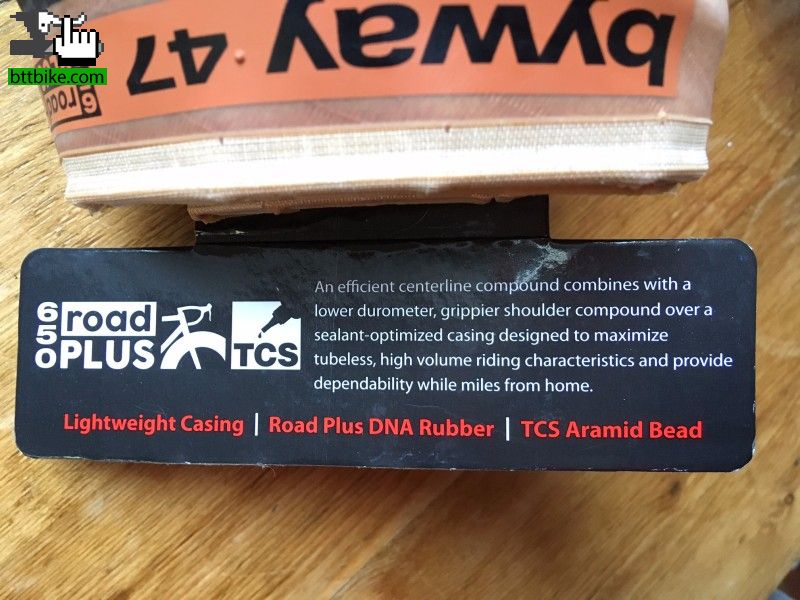 bttbike.com
byway 47
road
650
road
PLUS
TCS
An efficient centerline compound combines with a
lower durometer, grippier shoulder compound over a
sealant-optimized casing designed to maximize
tubeless, high volume riding characteristics and provide
dependability while miles from home.
Lightweight Casing | Road Plus DNA Rubber | TCS Aramid Bead